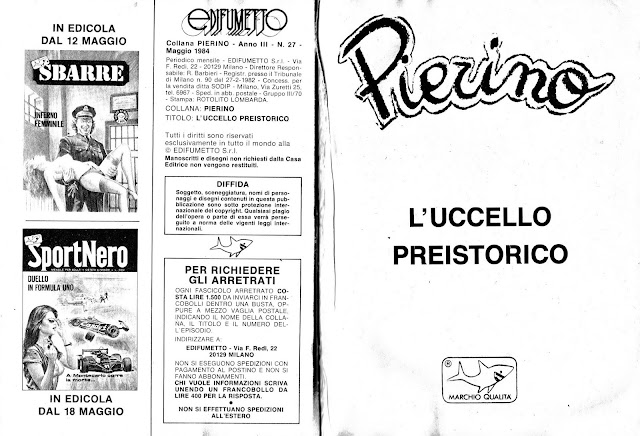 IN EDICOLA
DAL 12 MAGGIO
SBARRE
INFERNO
FEMMINILE
SPORTNERO
DUELLO
IN FORMULA UNO
A Montecarlo corre
la morte...
IN EDICOLA
DAL 18 MAGGIO
EDIFUMETTO
Collana PIERINO - Anno III - N. 27 -
Maggio 1984
Periodico mensile - EDIFUMETTO S.r.l. - Via
F. Redi, 22 - 20129 Milano - Direttore Respon-
sabile: R. Barbieri - Registr. presse il Tribunale
di Milano n. 90 del 27-2-1982 - Concess. per
la vendita ditta SODIP - Milano, Via Zuretti 25,
tel. 6967 - Sped. in abb. postale - Gruppo III/70
- Stampa: ROTOLITO LOMBARDA.
COLLANA: PIERINO
TITOLO: L'UCCELLO PREISTORICO
Tutti i diritti sono riservati
esclusivamente in tutto il mondo alla
© EDIFUMETTO S.r.l.
Manoscritti e disegni non richiesti dalla Casa
Editrice non vengono restituiti.
DIFFIDA
Soggetto, sceneggiatura, nomi di perso-
naggi e disegni contenuti in questa pub-
blicazione sono sotto protezione inter-
nazionale del copyright. Qualsiasi plagio
dell'opera o parte di essa verrà perse-
guito a norma delle vigenti leggi inter-
nazionali.
PER RICHIEDERE
GLI ARRETRATI
OGNI FASCICOLO ARRETRATO CO-
STA LIRE 1.500 DA INVIARCI IN FRAN-
COBOLLI DENTRO UNA BUSTA, OP-
PURE A MEZZO VAGLIA POSTALE,
INDICANDO IL NOME DELLA COLLA-
NA, IL TITOLO E IL NUMERO DEL-
L'EPISODIO.
INDIRIZZARE A:
EDIFUMETTO - Via F. Redi, 22
20129 MILANO
NON SI ESEGUONO SPEDIZIONI CON
PAGAMENTO AL POSTINO E NON SI
FANNO ABBONAMENTI.
CHI VUOLE INFORMAZIONI SCRIVA
UNENDO UN FRANCOBOLLO DA
LIRE 400 PER LA RISPOSTA.
NON SI EFFETTUANO SPEDIZIONI
ALL'ESTERO
Pierino
L'UCCELLO
PREISTORICO
®
MARCHIO QUALITA'